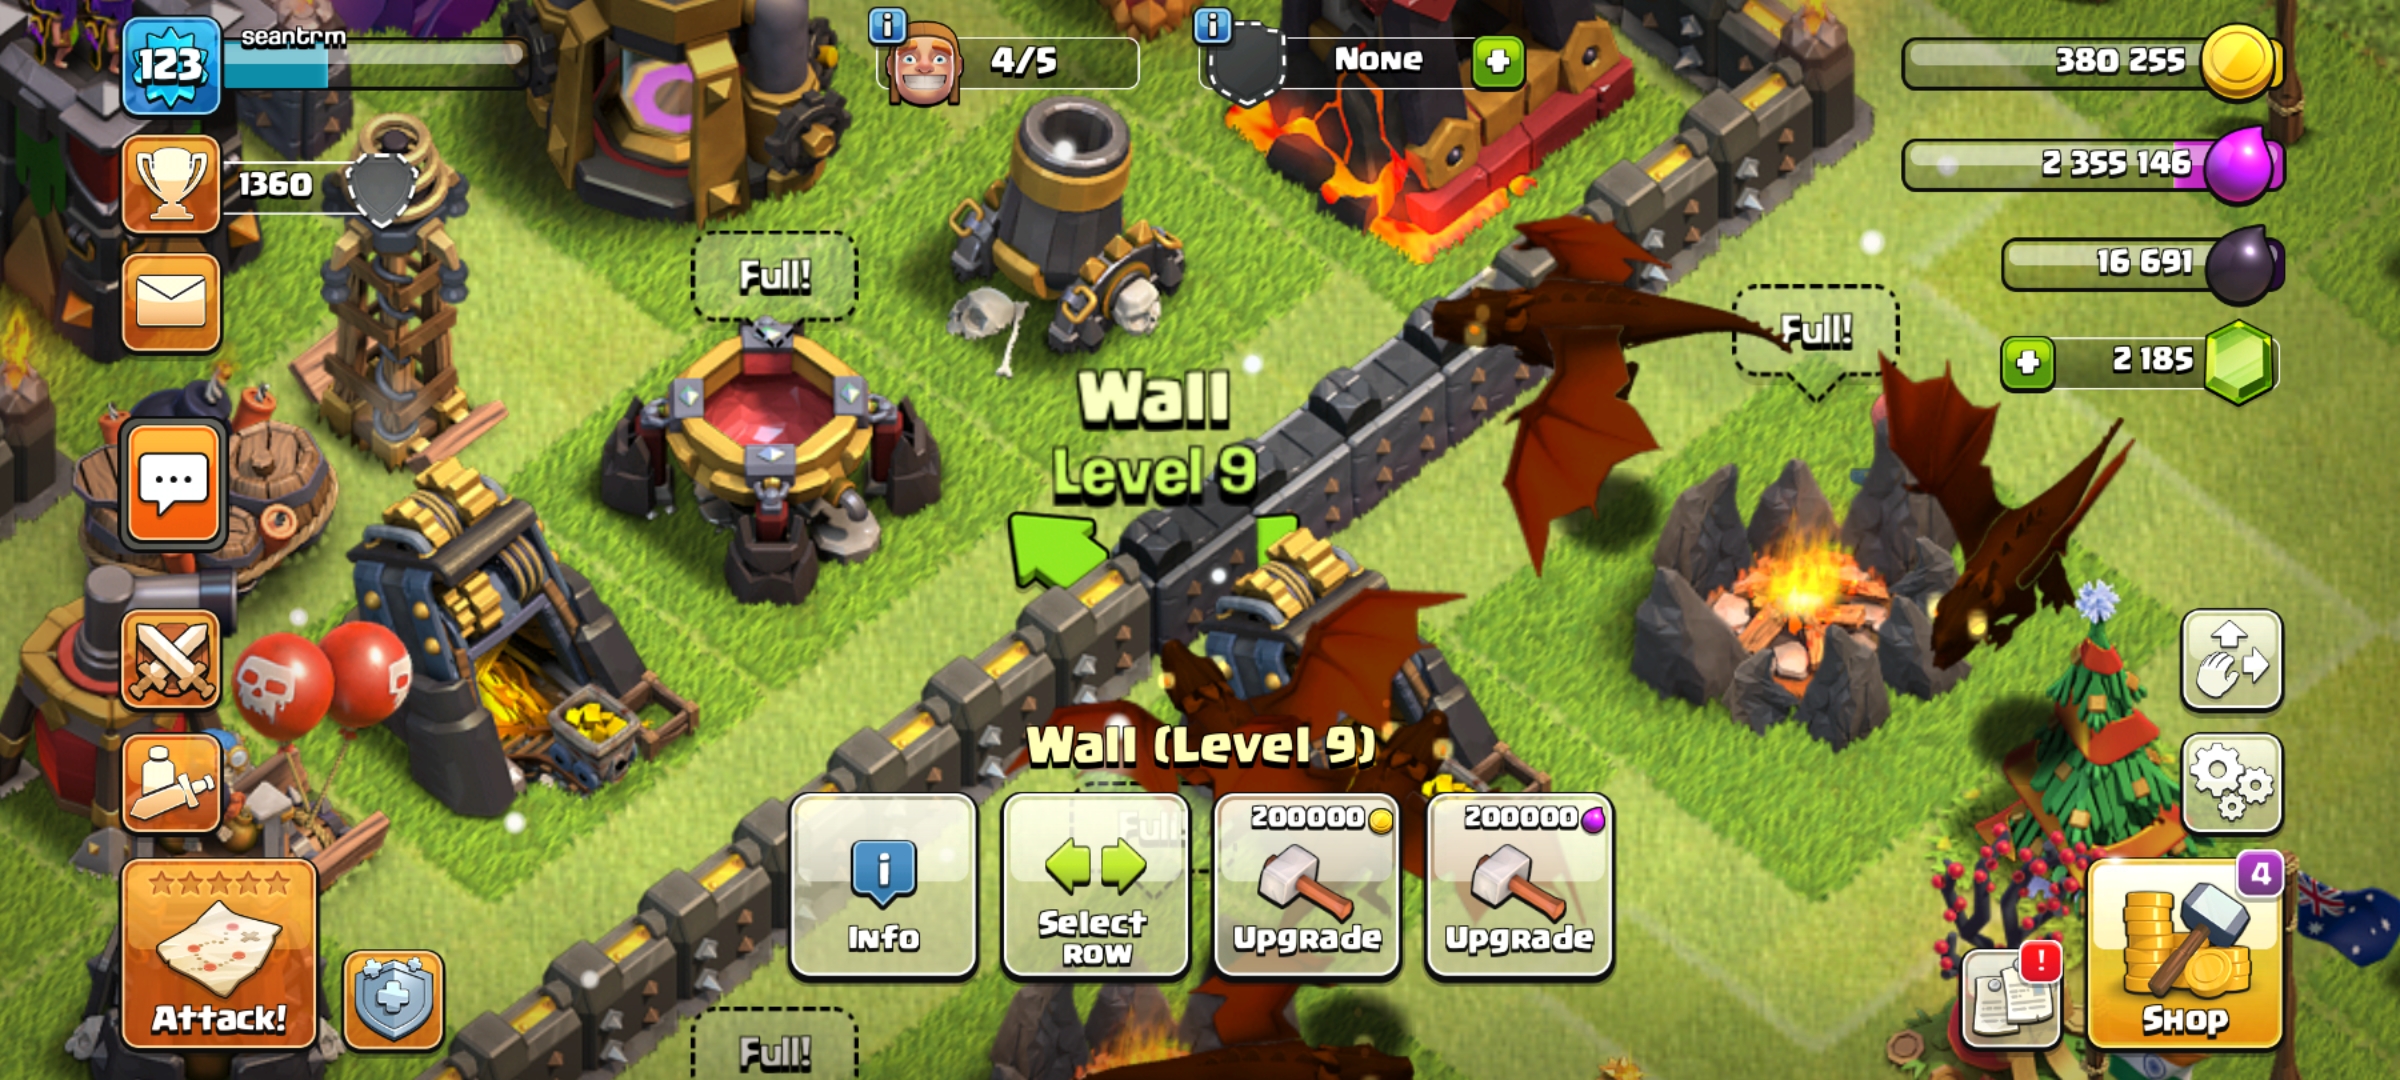 123
seantrm
4/5
None
380 255
1360
2 355 146
16 691
Full!
Full!
2 185
Wall
Level 9
Wall (Level 9)
200000
200000
Full!
Info
Select
Row
Upgrade
Upgrade
4
!
Attack!
Shop
Full!